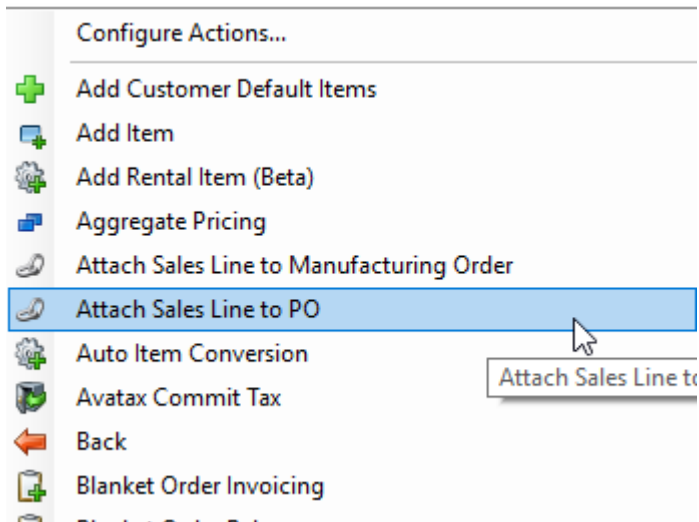 Configure Actions...
Add Customer Default Items
Add Item
Add Rental Item (Beta)
Aggregate Pricing
Attach Sales Line to Manufacturing Order
Attach Sales Line to PO
Auto Item Conversion
Attach Sales Line to
Avatax Commit Tax
Back
Blanket Order Invoicing